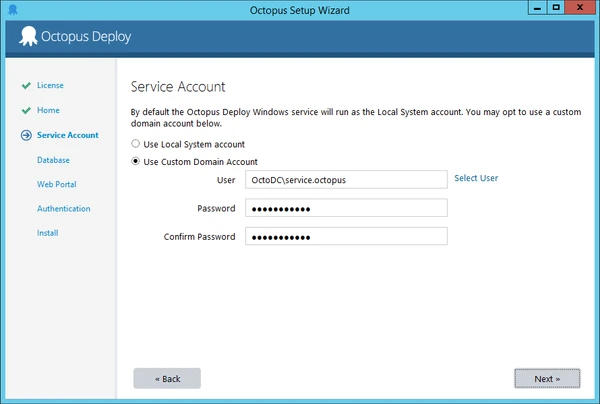 Octopus Setup Wizard
Octopus Deploy
License
Home
Service Account
Database
Web Portal
Authentication
Install
Service Account
By default the Octopus Deploy Windows service will run as the Local System account. You may opt to use a custom
domain account below.
Use Local System account
Use Custom Domain Account
User OctoDC\service.octopus Select User
Password ●●●●●●●●●●●
Confirm Password ●●●●●●●●●●●
« Back Next »